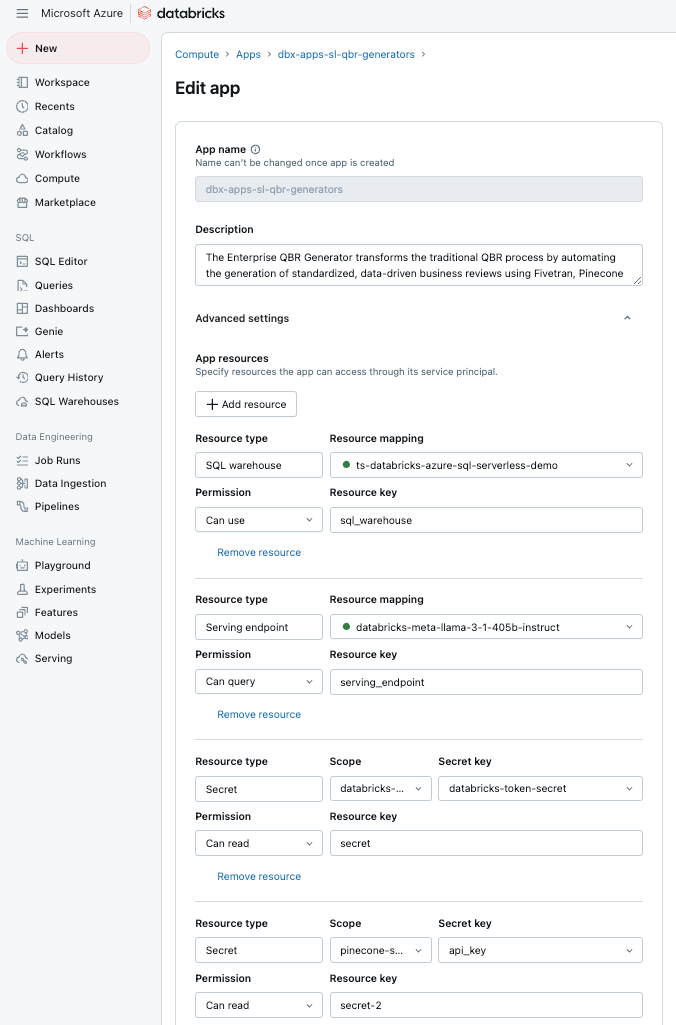 Microsoft Azure databricks
New
Workspace
Recents
Catalog
Workflows
Compute
Marketplace
SQL
SQL Editor
Queries
Dashboards
Genie
Alerts
Query History
SQL Warehouses
Data Engineering
Job Runs
Data Ingestion
Pipelines
Machine Learning
Playground
Experiments
Features
Models
Serving
Compute > Apps > dbx-apps-sl-qbr-generators >
Edit app
App name
Name can't be changed once app is created
dbx-apps-sl-qbr-generators
Description
The Enterprise QBR Generator transforms the traditional QBR process by automating
the generation of standardized, data-driven business reviews using Fivetran, Pinecone
Advanced settings
App resources
Specify resources the app can access through its service principal.
+ Add resource
Resource type Resource mapping
SQL warehouse ts-databricks-azure-sql-serverless-demo
Permission Resource key
Can use sql_warehouse
Remove resource
Resource type Resource mapping
Serving endpoint databricks-meta-llama-3-1-405b-instruct
Permission Resource key
Can query serving_endpoint
Remove resource
Resource type Scope Secret key
Secret databricks-... databricks-token-secret
Permission Resource key
Can read secret
Remove resource
Resource type Scope Secret key
Secret pinecone-s... api_key
Permission Resource key
Can read secret-2